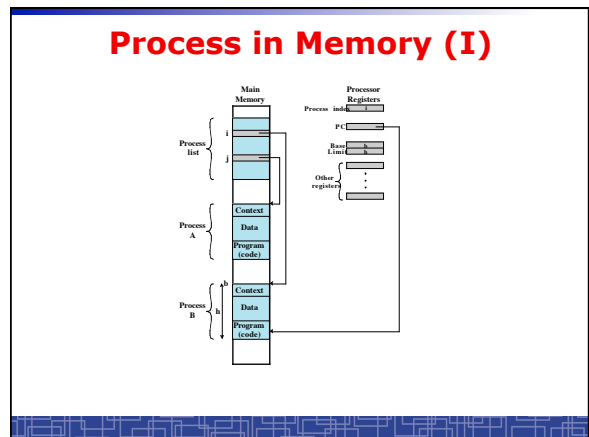 Process in Memory (I)
Main
Memory
Processor
Registers
Process index
i
PC
Base
h
Limit
h
Other
registers
i
j
Process
list
Context
Data
Program
(code)
Process
A
b
Context
Data
Program
(code)
Process
B
h